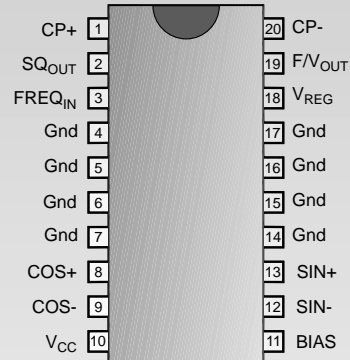 CP+ 1 20 CP-
SQOUT 2 19 F/VOUT
FREQIN 3 18 VREG
Gnd 4 17 Gnd
Gnd 5 16 Gnd
Gnd 6 15 Gnd
Gnd 7 14 Gnd
COS+ 8 13 SIN+
COS- 9 12 SIN-
VCC 10 11 BIAS